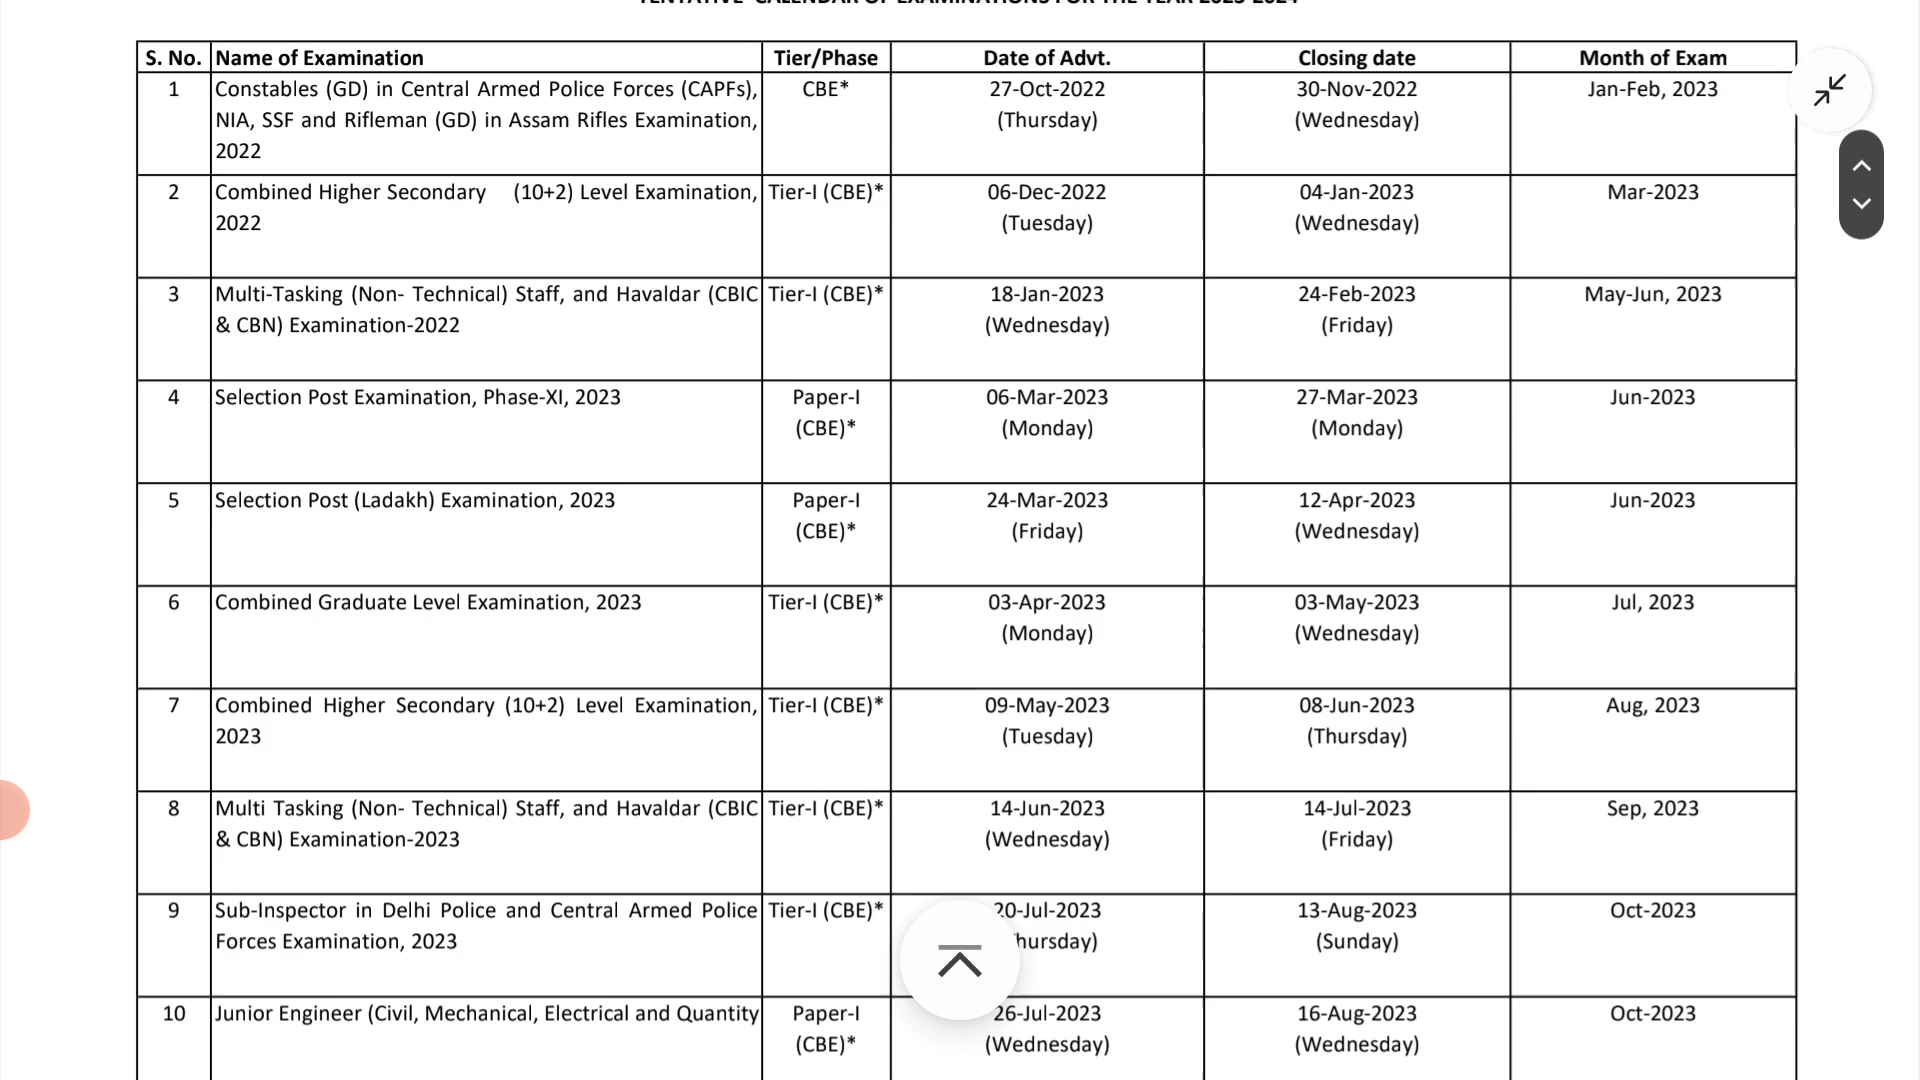 S. No. Name of Examination Tier/Phase Date of Advt. Closing date Month of Exam
1 Constables (GD) in Central Armed Police Forces (CAPFs), CBE* 27-Oct-2022 30-Nov-2022 Jan-Feb, 2023
NIA, SSF and Rifleman (GD) in Assam Rifles Examination, (Thursday) (Wednesday)
2022
2 Combined Higher Secondary (10+2) Level Examination, Tier-I (CBE)* 06-Dec-2022 04-Jan-2023 Mar-2023
2022 (Tuesday) (Wednesday)
3 Multi-Tasking (Non- Technical) Staff, and Havaldar (CBIC Tier-I (CBE)* 18-Jan-2023 24-Feb-2023 May-Jun, 2023
& CBN) Examination-2022 (Wednesday) (Friday)
4 Selection Post Examination, Phase-XI, 2023 Paper-I 06-Mar-2023 27-Mar-2023 Jun-2023
(CBE)* (Monday) (Monday)
5 Selection Post (Ladakh) Examination, 2023 Paper-I 24-Mar-2023 12-Apr-2023 Jun-2023
(CBE)* (Friday) (Wednesday)
6 Combined Graduate Level Examination, 2023 Tier-I (CBE)* 03-Apr-2023 03-May-2023 Jul, 2023
(Monday) (Wednesday)
7 Combined Higher Secondary (10+2) Level Examination, Tier-I (CBE)* 09-May-2023 08-Jun-2023 Aug, 2023
2023 (Tuesday) (Thursday)
8 Multi Tasking (Non- Technical) Staff, and Havaldar (CBIC Tier-I (CBE)* 14-Jun-2023 14-Jul-2023 Sep, 2023
& CBN) Examination-2023 (Wednesday) (Friday)
9 Sub-Inspector in Delhi Police and Central Armed Police Tier-I (CBE)* 20-Jul-2023 13-Aug-2023 Oct-2023
Forces Examination, 2023 hursday) (Sunday)
10 Junior Engineer (Civil, Mechanical, Electrical and Quantity Paper-I 26-Jul-2023 16-Aug-2023 Oct-2023
(CBE)* (Wednesday) (Wednesday)